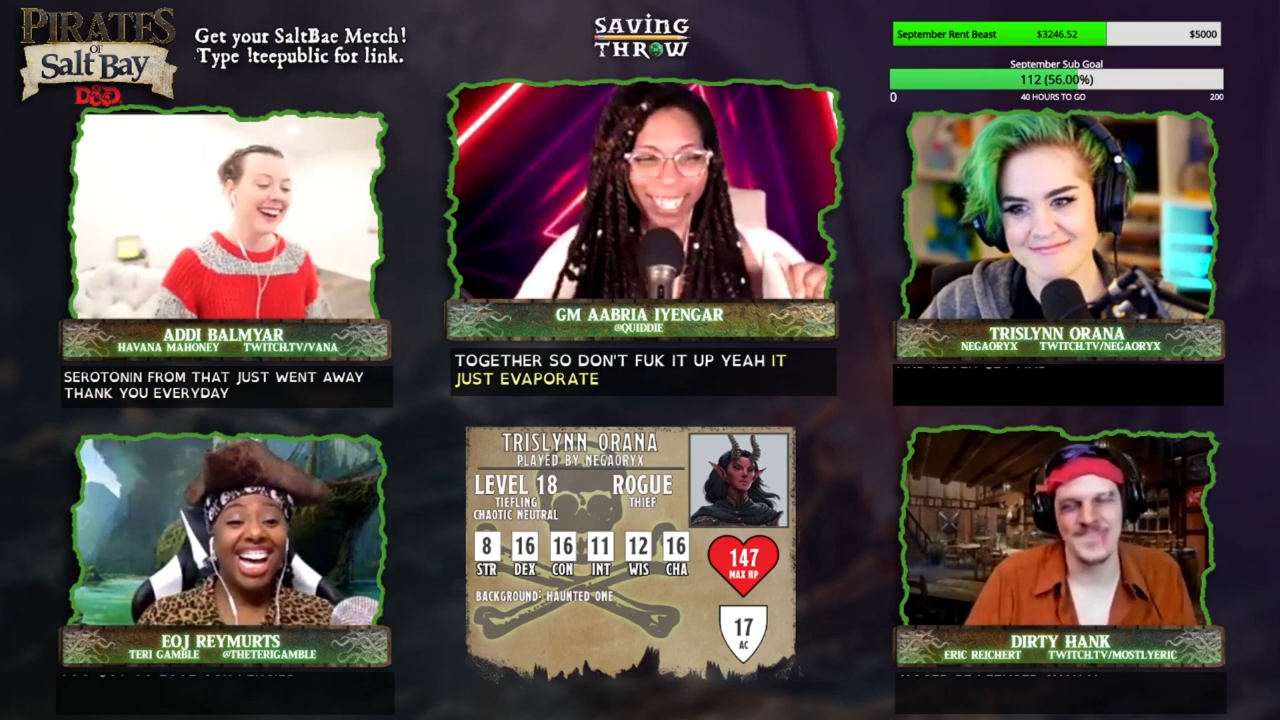 PIRATES
OF
Salt Bay
D&D
Get your SaltBae Merch!
Type !teepublic for link.
SAVING
THROW
September Rent Beast $3246.52 $5000
September Sub Goal
112 (56.00%)
0 40 HOURS TO GO 200
ADDI BALMYAR
HAVANA MAHONEY TWITCH.TV/VANA
SEROTONIN FROM THAT JUST WENT AWAY
THANK YOU EVERYDAY
GM AABRIA IYENGAR
@QUIDDIE
TOGETHER SO DON'T FUK IT UP YEAH IT
JUST EVAPORATE
TRISLYNN ORANA
NEGAORYX TWITCH.TV/NEGAORYX
EOJ REYMURTS
TERI GAMBLE @THETERIGAMBLE
TRISLYNN ORANA
PLAYED BY NEGAORYX
LEVEL 18 ROGUE
TIEFLING THIEF
CHAOTIC NEUTRAL
8 16 16 11 12 16
STR DEX CON INT WIS CHA
147
MAX HP
BACKGROUND: HAUNTED ONE
17
AC
DIRTY HANK
ERIC REICHERT TWITCH.TV/MOSTLYERIC